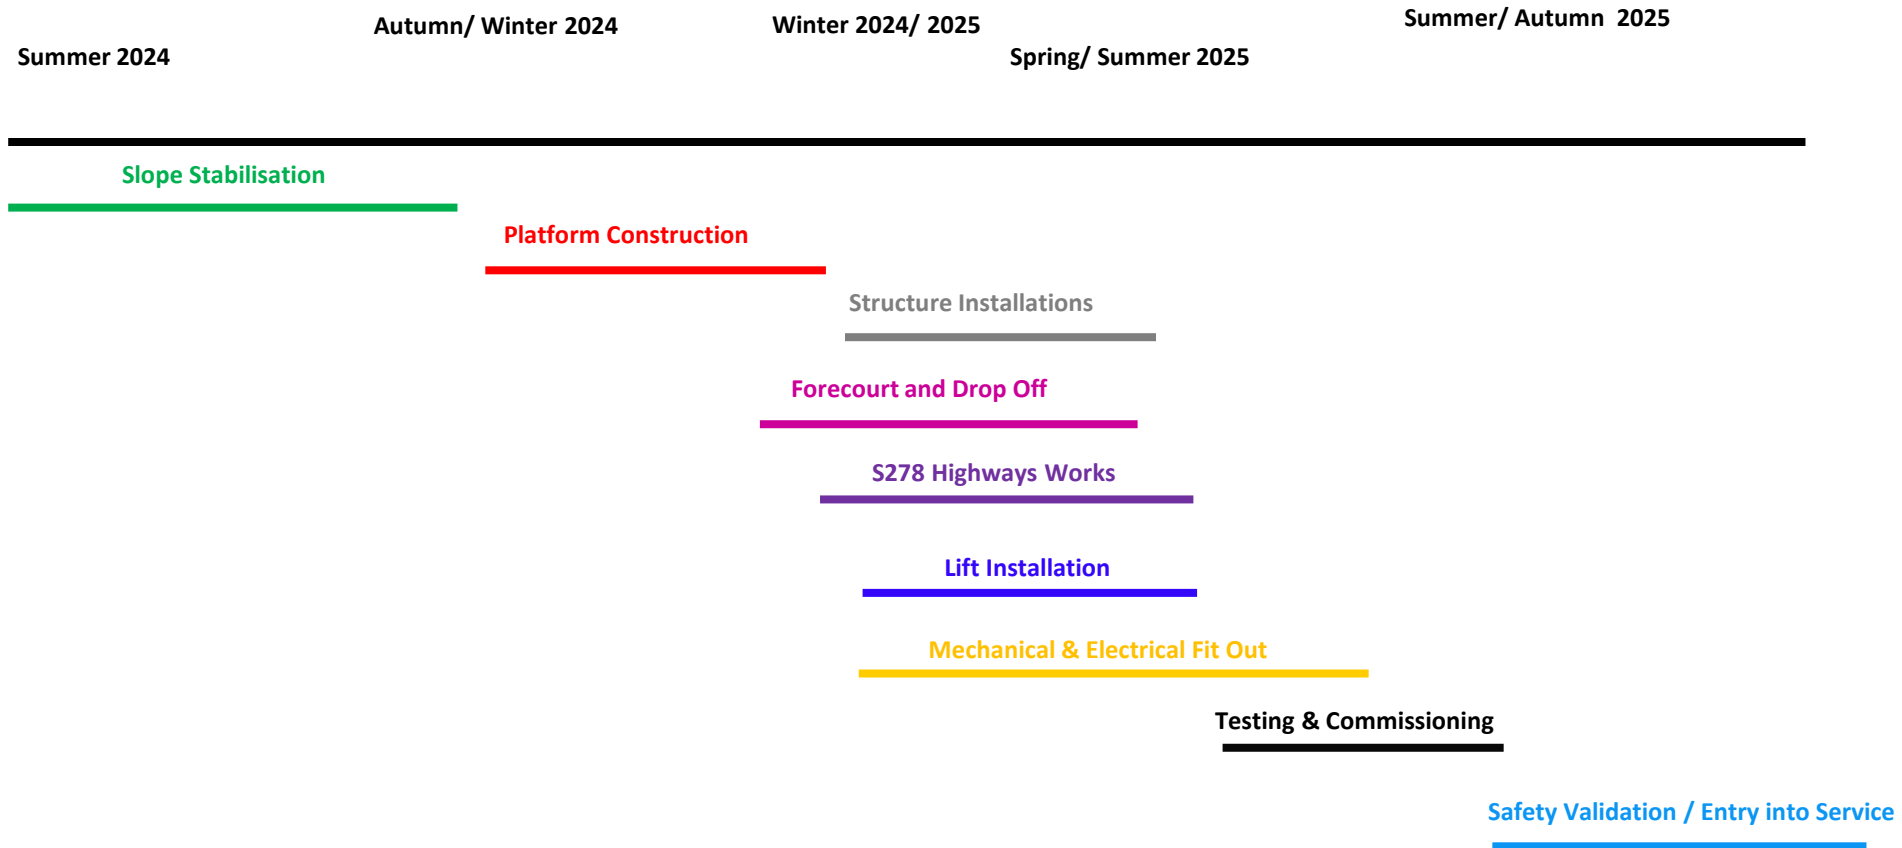 Summer 2024
Autumn/ Winter 2024
Winter 2024/ 2025
Spring/ Summer 2025
Summer/ Autumn 2025
Slope Stabilisation
Platform Construction
Structure Installations
Forecourt and Drop Off
S278 Highways Works
Lift Installation
Mechanical & Electrical Fit Out
Testing & Commissioning
Safety Validation / Entry into Service